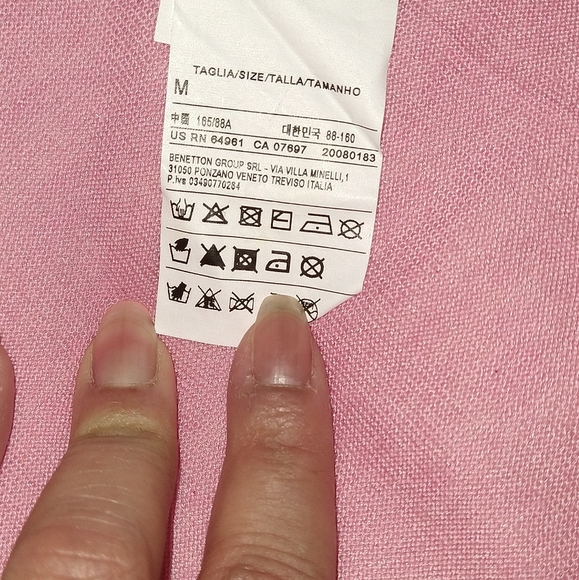 TAGLIA/SIZE/TALLA/TAMANHO
M
中國 165/88A 대한민국 88-160
US RN 64961 CA 07697 20080183
BENETTON GROUP SRL - VIA VILLA MINELLI,1
31050 PONZANO VENETO TREVISO ITALIA
P.iva 03490770264